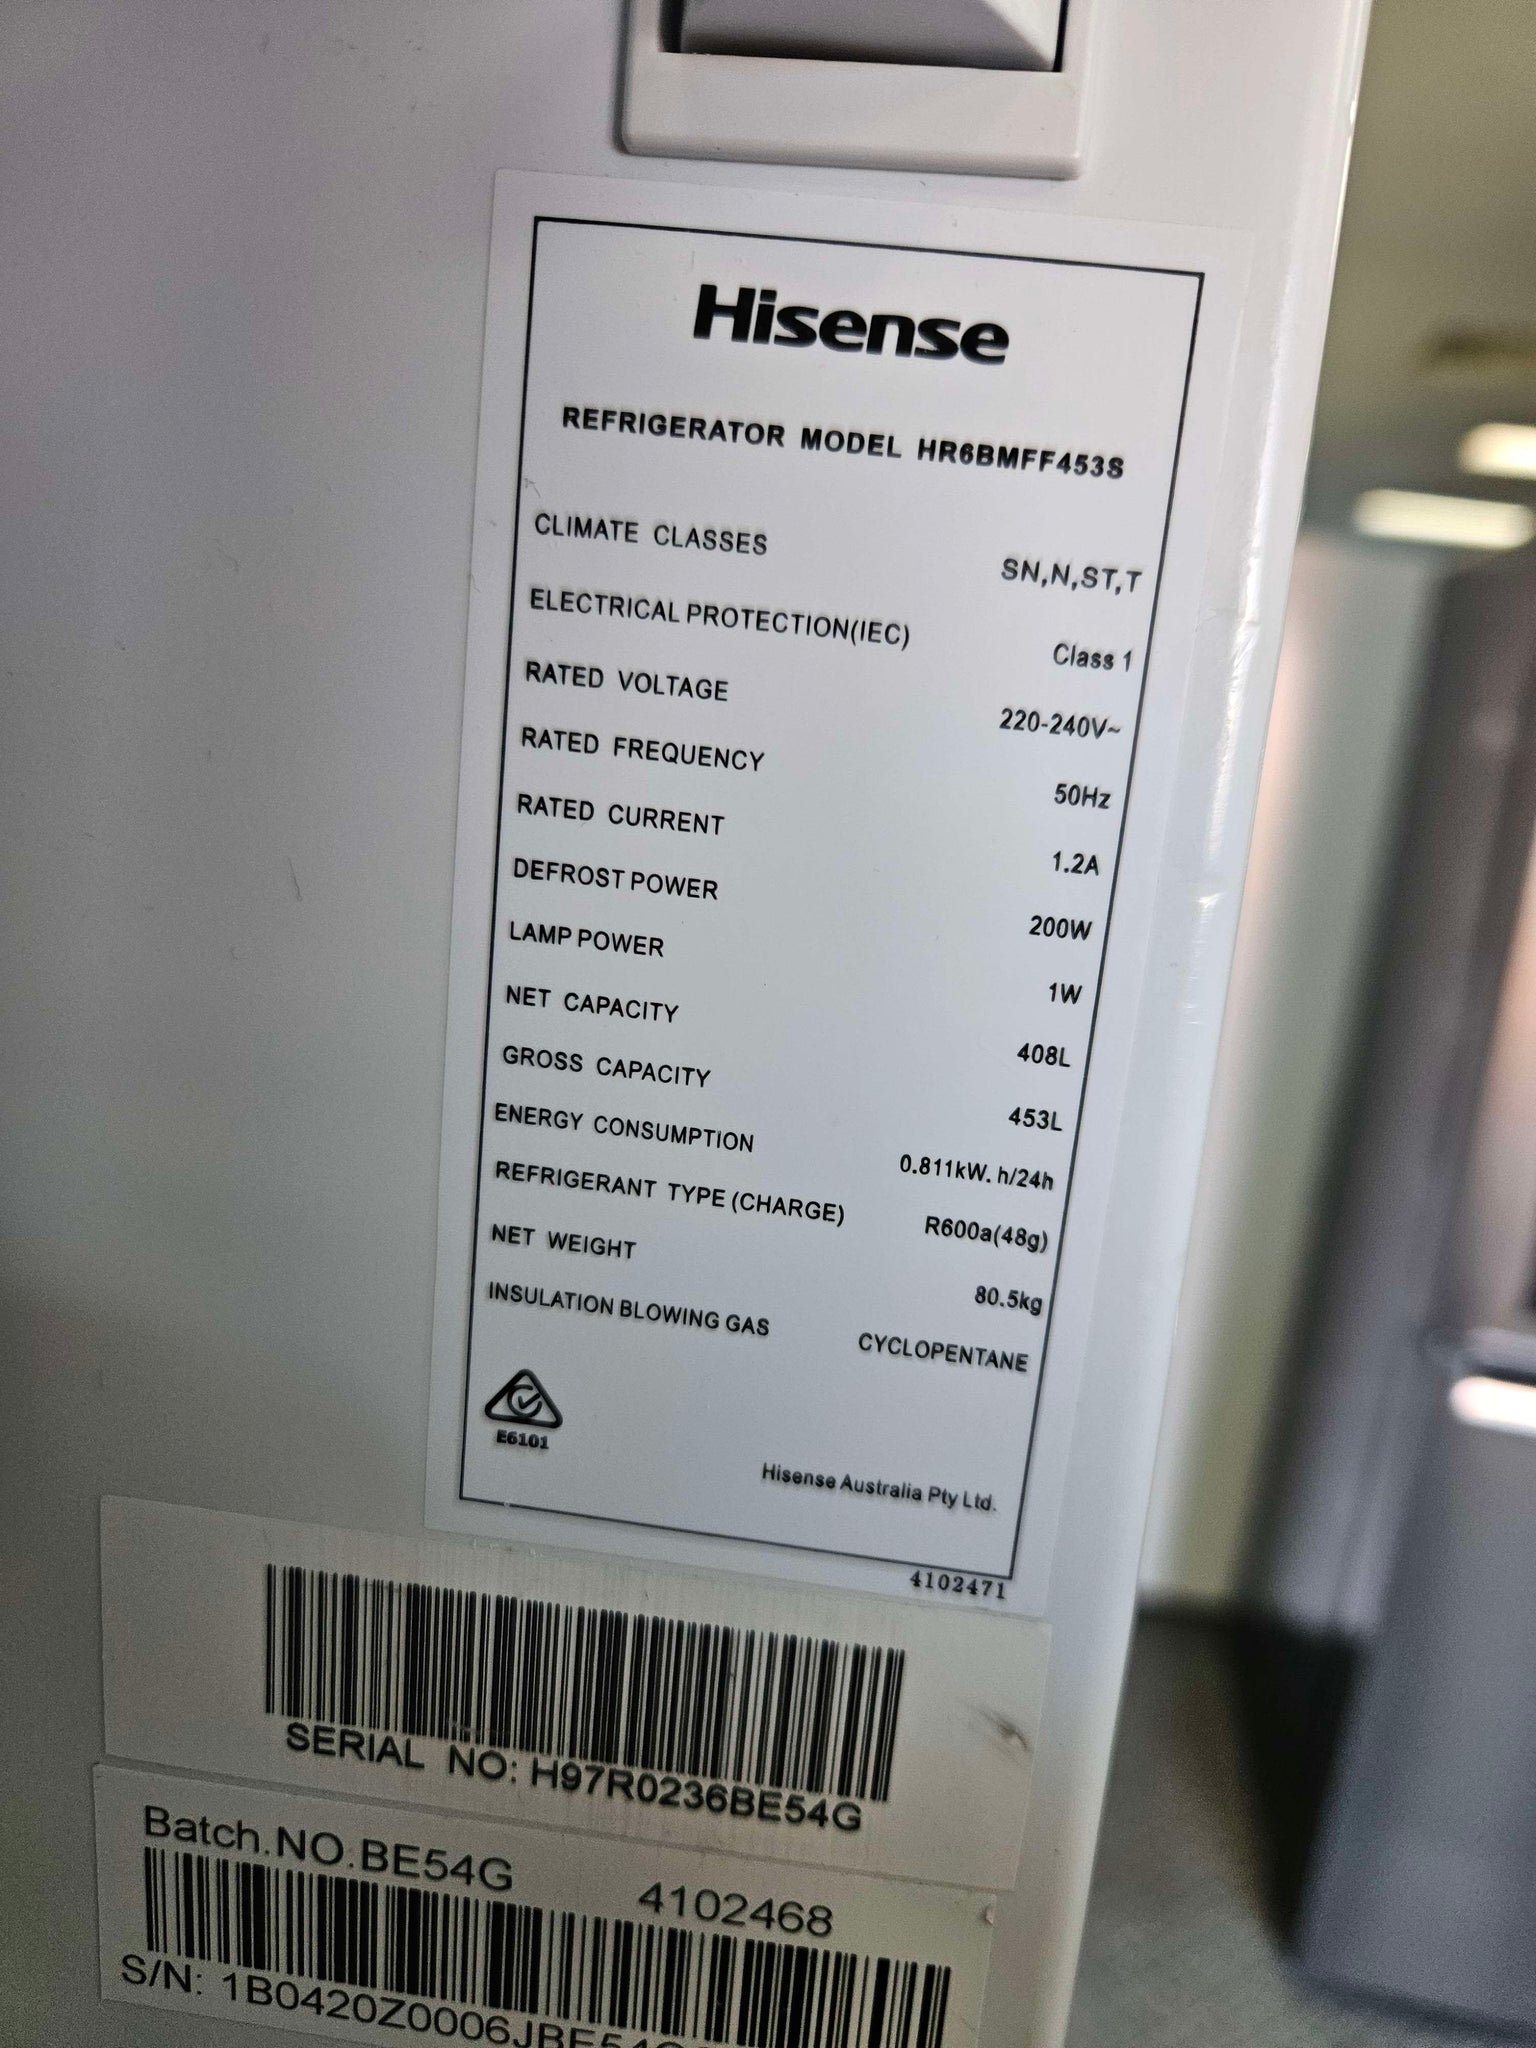 Hisense
REFRIGERATOR MODEL HR6BMFF453S
CLIMATE CLASSES SN,N,ST,T
ELECTRICAL PROTECTION(IEC) Class 1
RATED VOLTAGE 220-240V~
RATED FREQUENCY 50Hz
RATED CURRENT 1.2A
DEFROST POWER 200W
LAMP POWER 1W
NET CAPACITY 408L
GROSS CAPACITY 453L
ENERGY CONSUMPTION 0.811kW. h/24h
REFRIGERANT TYPE (CHARGE) R600a(48g)
NET WEIGHT 80.5kg
INSULATION BLOWING GAS CYCLOPENTANE
E6101
Hisense Australia Pty Ltd.
4102471
SERIAL NO: H97R0236BE54G
Batch.NO.BE54G 4102468
S/N: